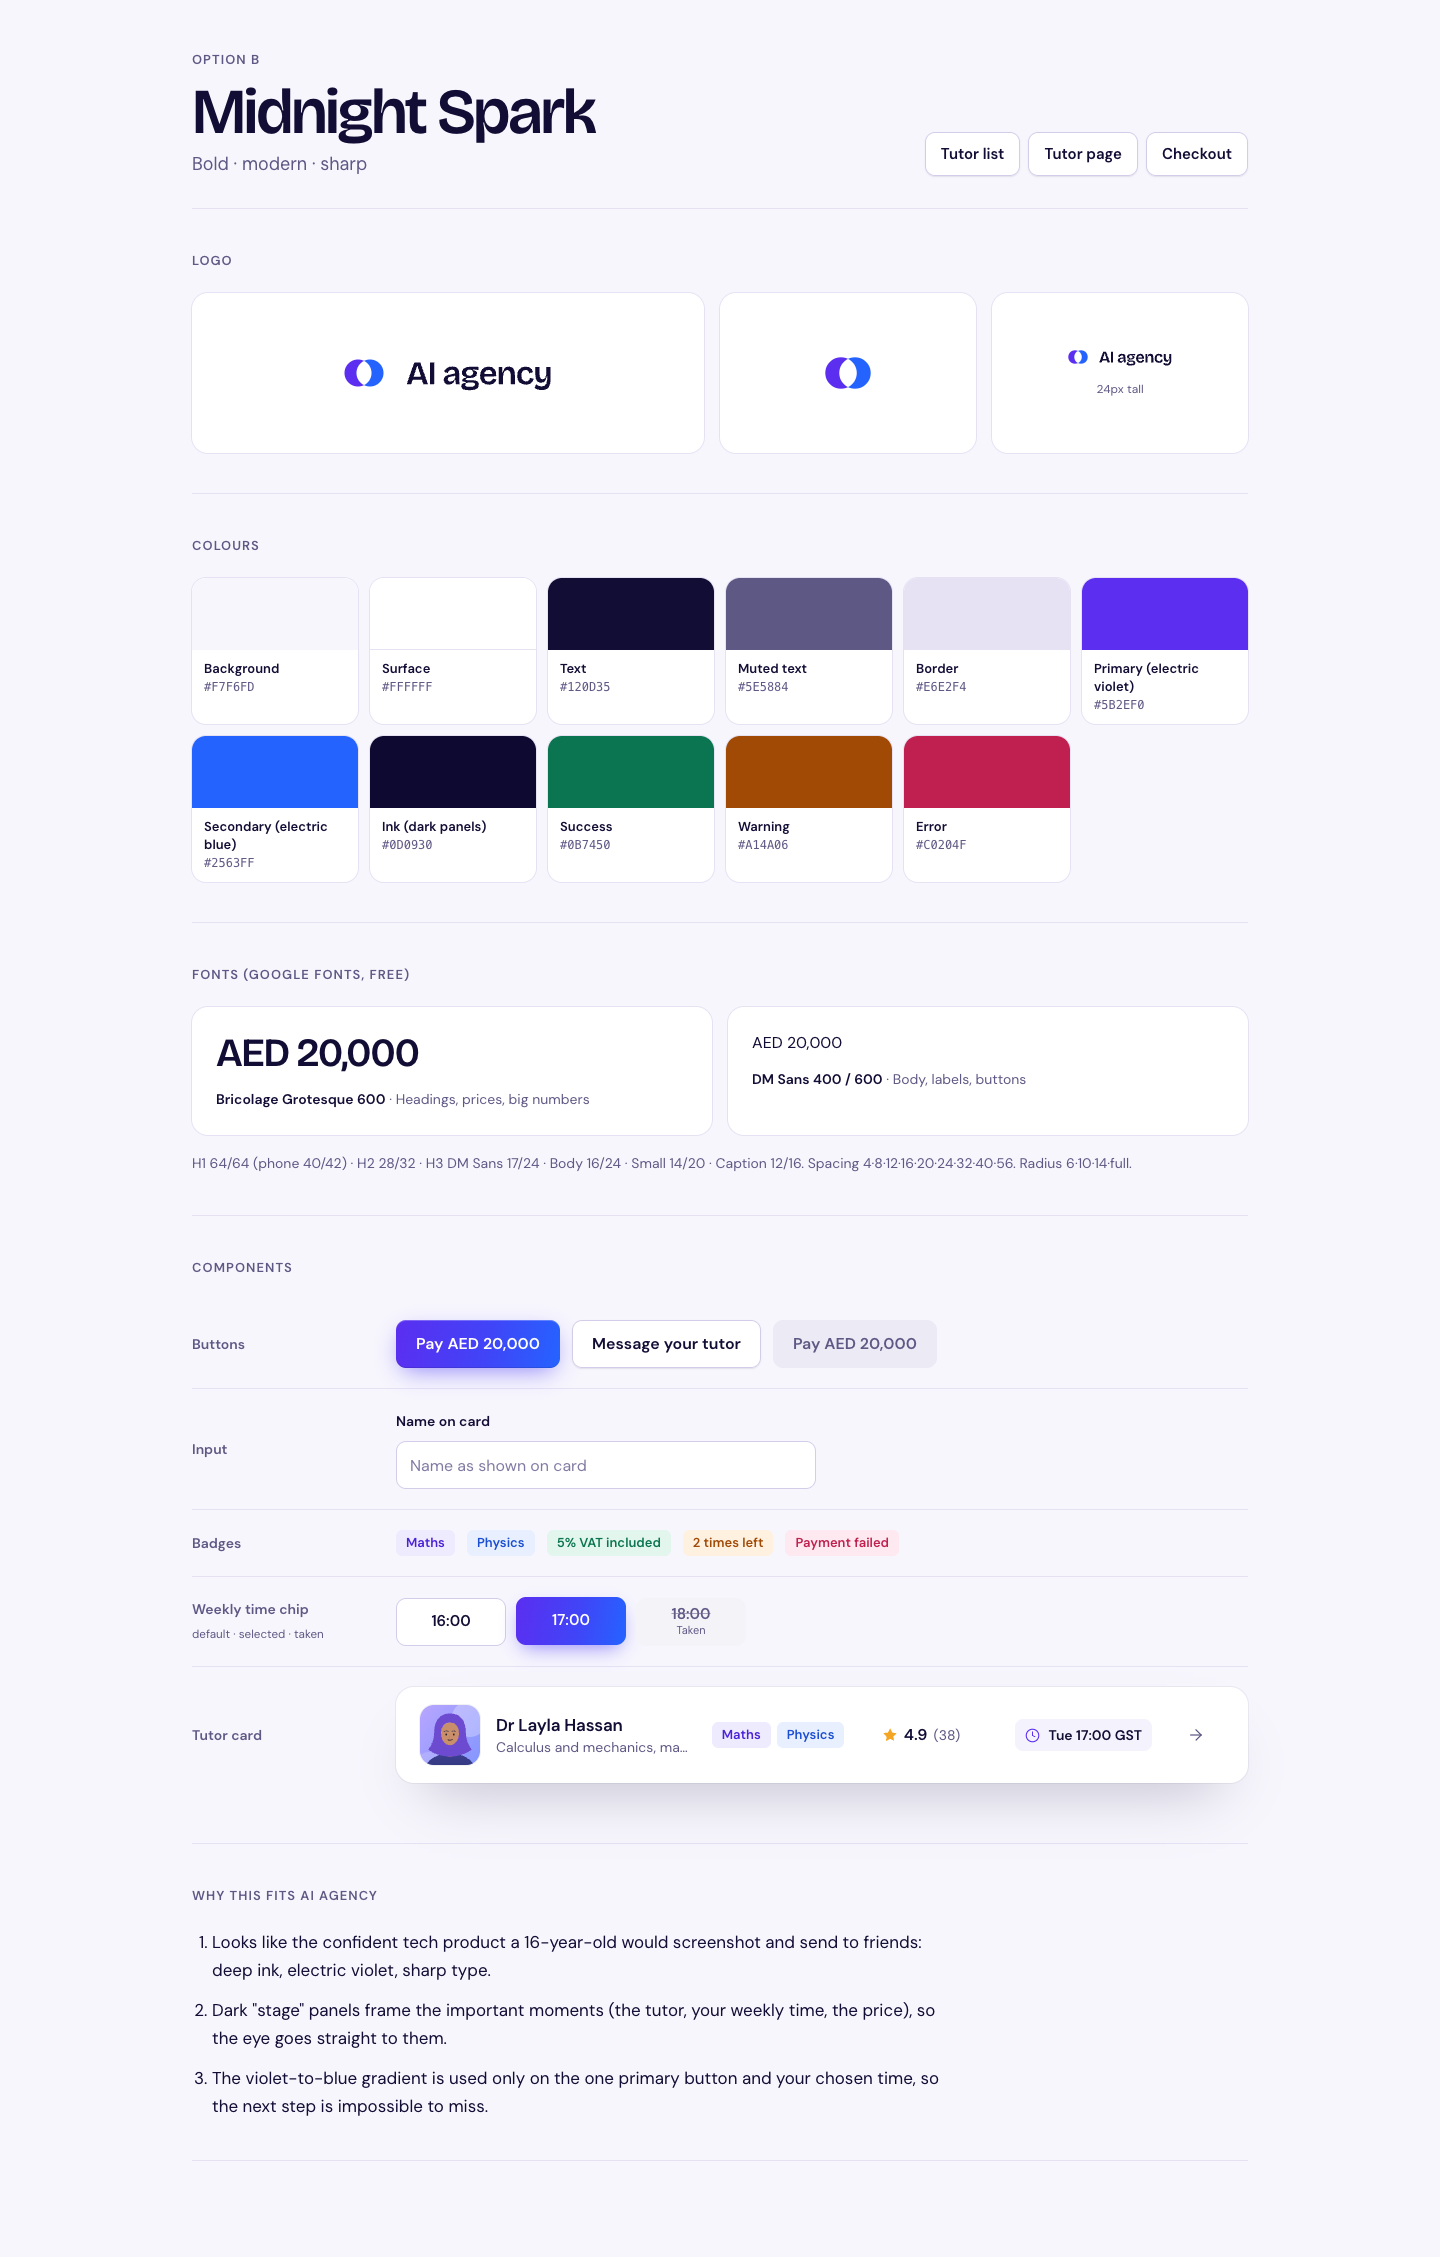 OPTION B
Midnight Spark
Bold · modern · sharp
Tutor list
Tutor page
Checkout
LOGO
AI agency
AI agency
24px tall
COLOURS
Background
#F7F6FD
Surface
#FFFFFF
Text
#120D35
Muted text
#5E5884
Border
#E6E2F4
Primary (electric
violet)
#5B2EF0
Secondary (electric
blue)
#2563FF
Ink (dark panels)
#0D0930
Success
#0B7450
Warning
#A14A06
Error
#C0204F
FONTS (GOOGLE FONTS, FREE)
AED 20,000
Bricolage Grotesque 600 · Headings, prices, big numbers
AED 20,000
DM Sans 400 / 600 · Body, labels, buttons
H1 64/64 (phone 40/42) · H2 28/32 · H3 DM Sans 17/24 · Body 16/24 · Small 14/20 · Caption 12/16. Spacing 4·8·12·16·20·24·32·40·56. Radius 6·10·14·full.
COMPONENTS
Buttons
Pay AED 20,000
Message your tutor
Pay AED 20,000
Input
Name on card
Name as shown on card
Badges
Maths
Physics
5% VAT included
2 times left
Payment failed
Weekly time chip
default · selected · taken
16:00
17:00
18:00
Taken
Tutor card
Dr Layla Hassan
Calculus and mechanics, ma…
Maths
Physics
4.9 (38)
Tue 17:00 GST
WHY THIS FITS AI AGENCY
1. Looks like the confident tech product a 16-year-old would screenshot and send to friends:
deep ink, electric violet, sharp type.
2. Dark "stage" panels frame the important moments (the tutor, your weekly time, the price), so
the eye goes straight to them.
3. The violet-to-blue gradient is used only on the one primary button and your chosen time, so
the next step is impossible to miss.